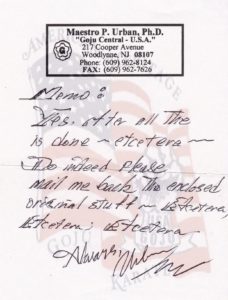 Maestro P. Urban, Ph.D.
"Goju Central - U.S.A."
217 Cooper Avenue
Woodlynne, NJ 08107
Phone: (609) 962-8124
FAX: (609) 962-7626
Memo:
Yes. after all the
is done ~ etcetera ~
Do indeed please
mail me back the enclosed
original stuff ~ Etcetera,
Etcetera, Etcetera
Always,